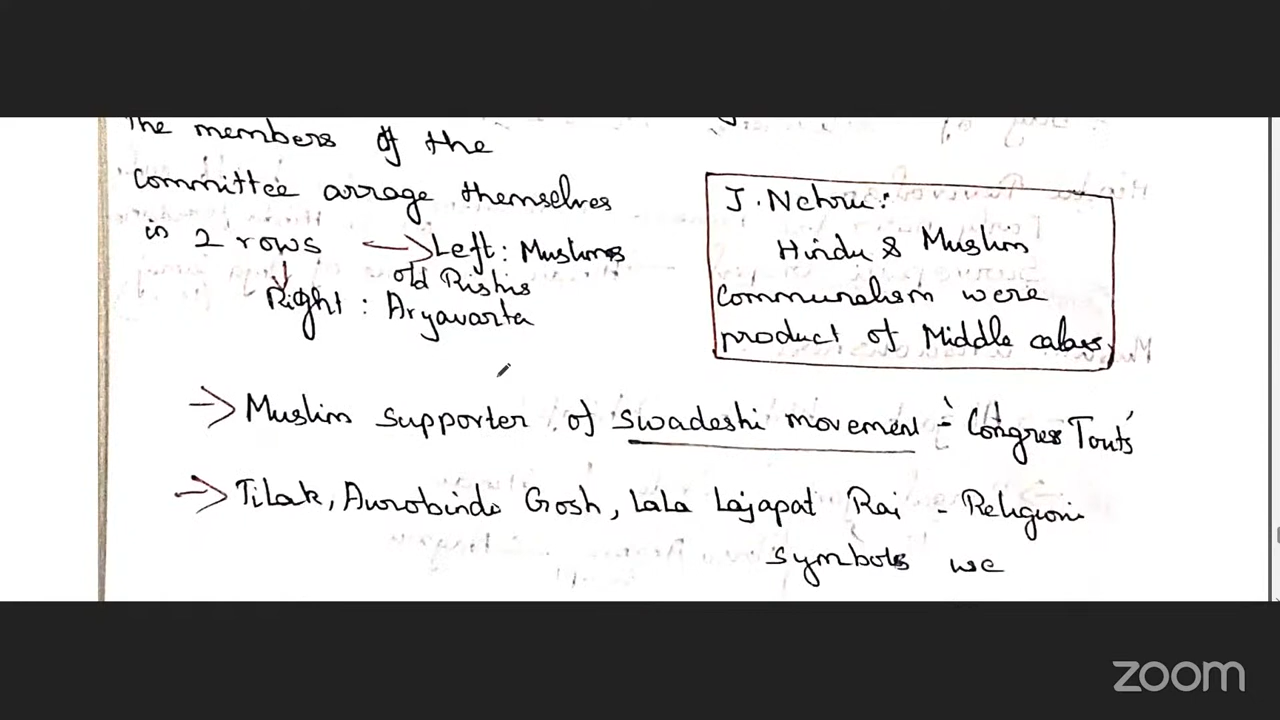 The members of the
committee arrage themselves
in 2 rows → Left: Muslims
old Rishis
Right : Aryavarta
J. Nehru:
Hindu & Muslim
Communalism were
product of Middle
→ Muslim supporter of swadeshi movement - 'Congress Touts'
→ Tilak, Aurobindo Gosh, lala Lajapat Rai - Religious
symbols we
zoom